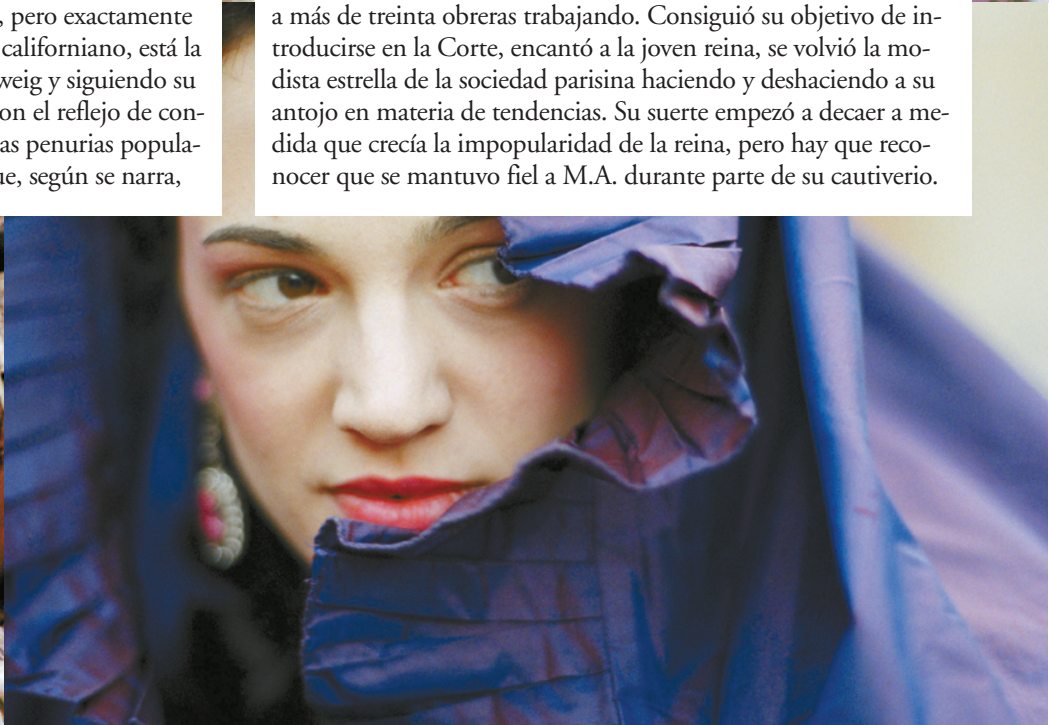 , pero exactamente
californiano, está la
weig y siguiendo su
on el reflejo de con-
as penurias popula-
ue, según se narra,
a más de treinta obreras trabajando. Consiguió su objetivo de in-
troducirse en la Corte, encantó a la joven reina, se volvió la mo-
dista estrella de la sociedad parisina haciendo y deshaciendo a su
antojo en materia de tendencias. Su suerte empezó a decaer a me-
dida que crecía la impopularidad de la reina, pero hay que reco-
nocer que se mantuvo fiel a M.A. durante parte de su cautiverio.